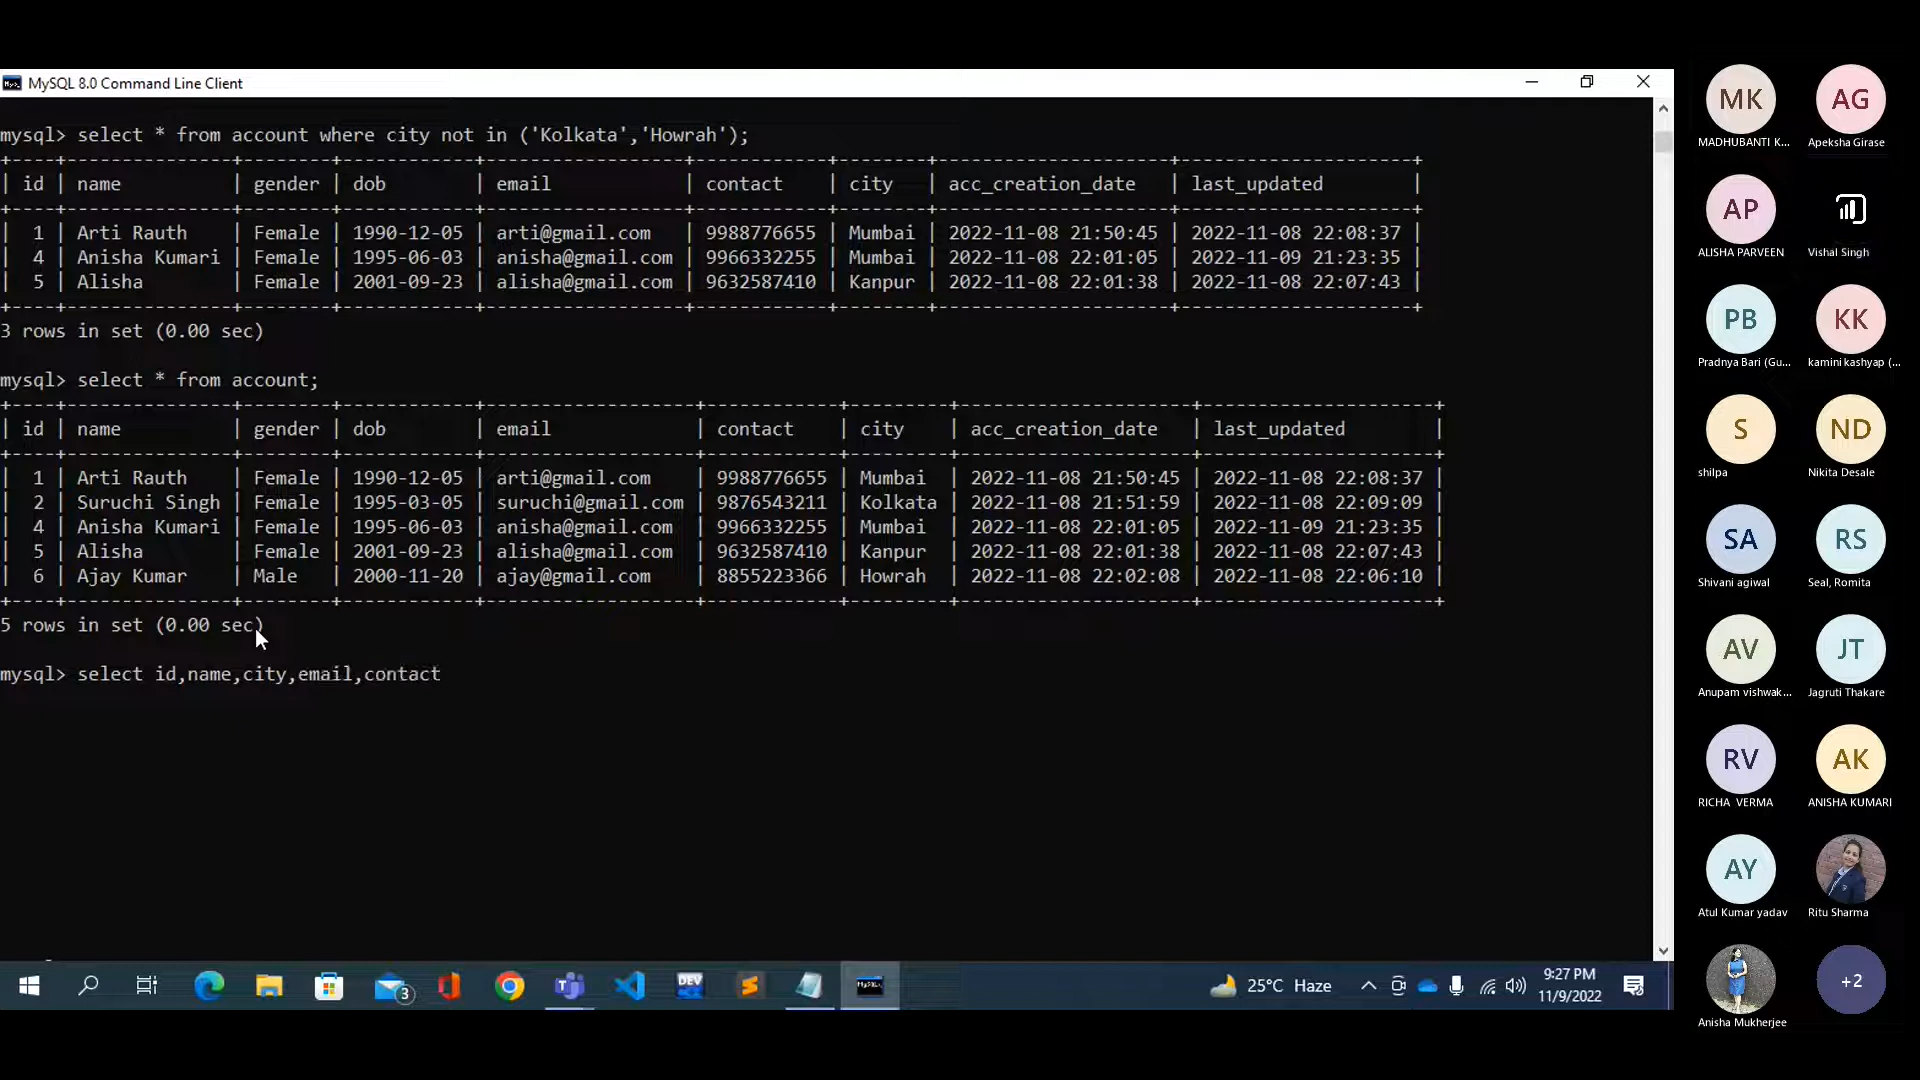 MySQL 8.0 Command Line Client
mysql> select * from account where city not in ('Kolkata','Howrah');
+----+---------------+--------+------------+------------------+------------+--------+---------------------+---------------------+
| id | name | gender | dob | email | contact | city | acc_creation_date | last_updated |
| 1 | Arti Rauth | Female | 1990-12-05 | arti@gmail.com | 9988776655 | Mumbai | 2022-11-08 21:50:45 | 2022-11-08 22:08:37 |
| 4 | Anisha Kumari | Female | 1995-06-03 | anisha@gmail.com | 9966332255 | Mumbai | 2022-11-08 22:01:05 | 2022-11-09 21:23:35 |
| 5 | Alisha | Female | 2001-09-23 | alisha@gmail.com | 9632587410 | Kanpur | 2022-11-08 22:01:38 | 2022-11-08 22:07:43 |
3 rows in set (0.00 sec)
mysql> select * from account;
| id | name | gender | dob | email | contact | city | acc_creation_date | last_updated |
| 1 | Arti Rauth | Female | 1990-12-05 | arti@gmail.com | 9988776655 | Mumbai | 2022-11-08 21:50:45 | 2022-11-08 22:08:37 |
| 2 | Suruchi Singh | Female | 1995-03-05 | suruchi@gmail.com | 9876543211 | Kolkata | 2022-11-08 21:51:59 | 2022-11-08 22:09:09 |
| 4 | Anisha Kumari | Female | 1995-06-03 | anisha@gmail.com | 9966332255 | Mumbai | 2022-11-08 22:01:05 | 2022-11-09 21:23:35 |
| 5 | Alisha | Female | 2001-09-23 | alisha@gmail.com | 9632587410 | Kanpur | 2022-11-08 22:01:38 | 2022-11-08 22:07:43 |
| 6 | Ajay Kumar | Male | 2000-11-20 | ajay@gmail.com | 8855223366 | Howrah | 2022-11-08 22:02:08 | 2022-11-08 22:06:10 |
5 rows in set (0.00 sec)
mysql> select id,name,city,email,contact
3
DEV
25°C Haze
9:27 PM
11/9/2022
MK AG
MADHUBANTI K... Apeksha Girase
AP
ALISHA PARVEEN Vishal Singh
PB KK
Pradnya Bari (Gu... kamini kashyap (...
S ND
shilpa Nikita Desale
SA RS
Shivani agiwal Seal, Romita
AV JT
Anupam vishwak... Jagruti Thakare
RV AK
RICHA VERMA ANISHA KUMARI
AY
Atul Kumar yadav Ritu Sharma
+2
Anisha Mukherjee